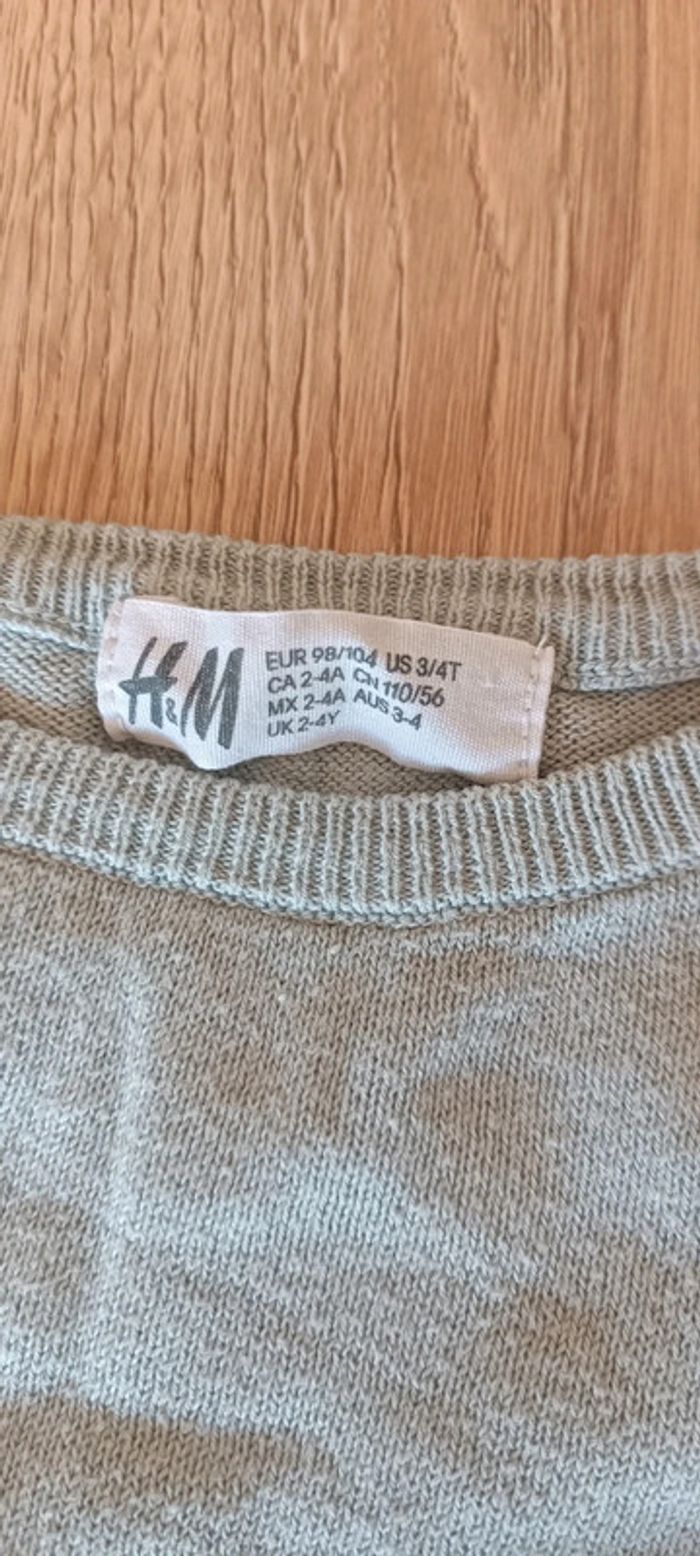 H&M
EUR 98/104 US 3/4T
CA 2-4A CN 110/56
MX 2-4A AUS 3-4
UK 2-4Y